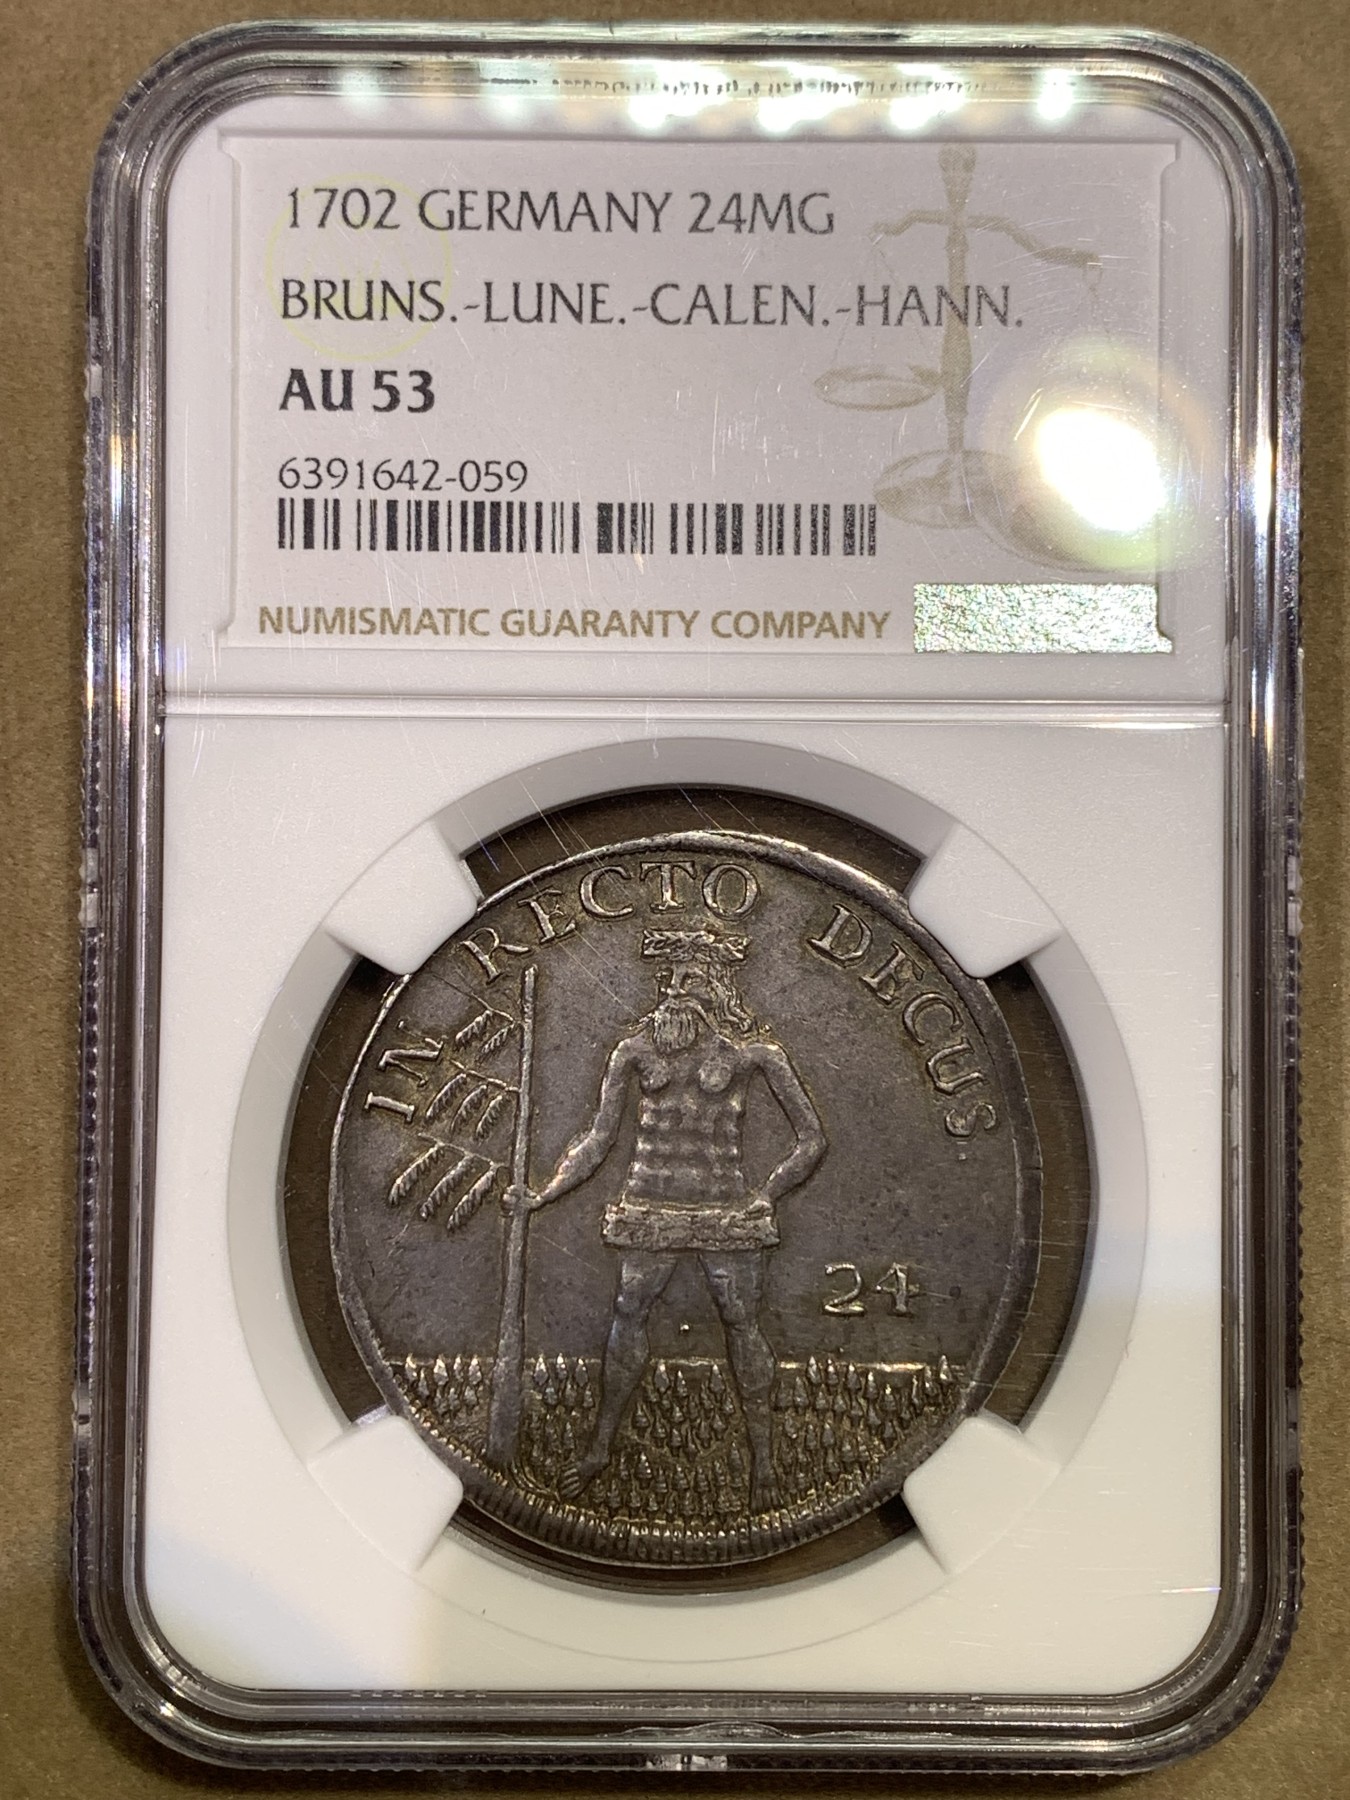 1702 GERMANY 24MG
BRUNS.-LUNE.-CALEN.-HANN.
AU 53
6391642-059
NUMISMATIC GUARANTY COMPANY
IN RECTO DECUS
24